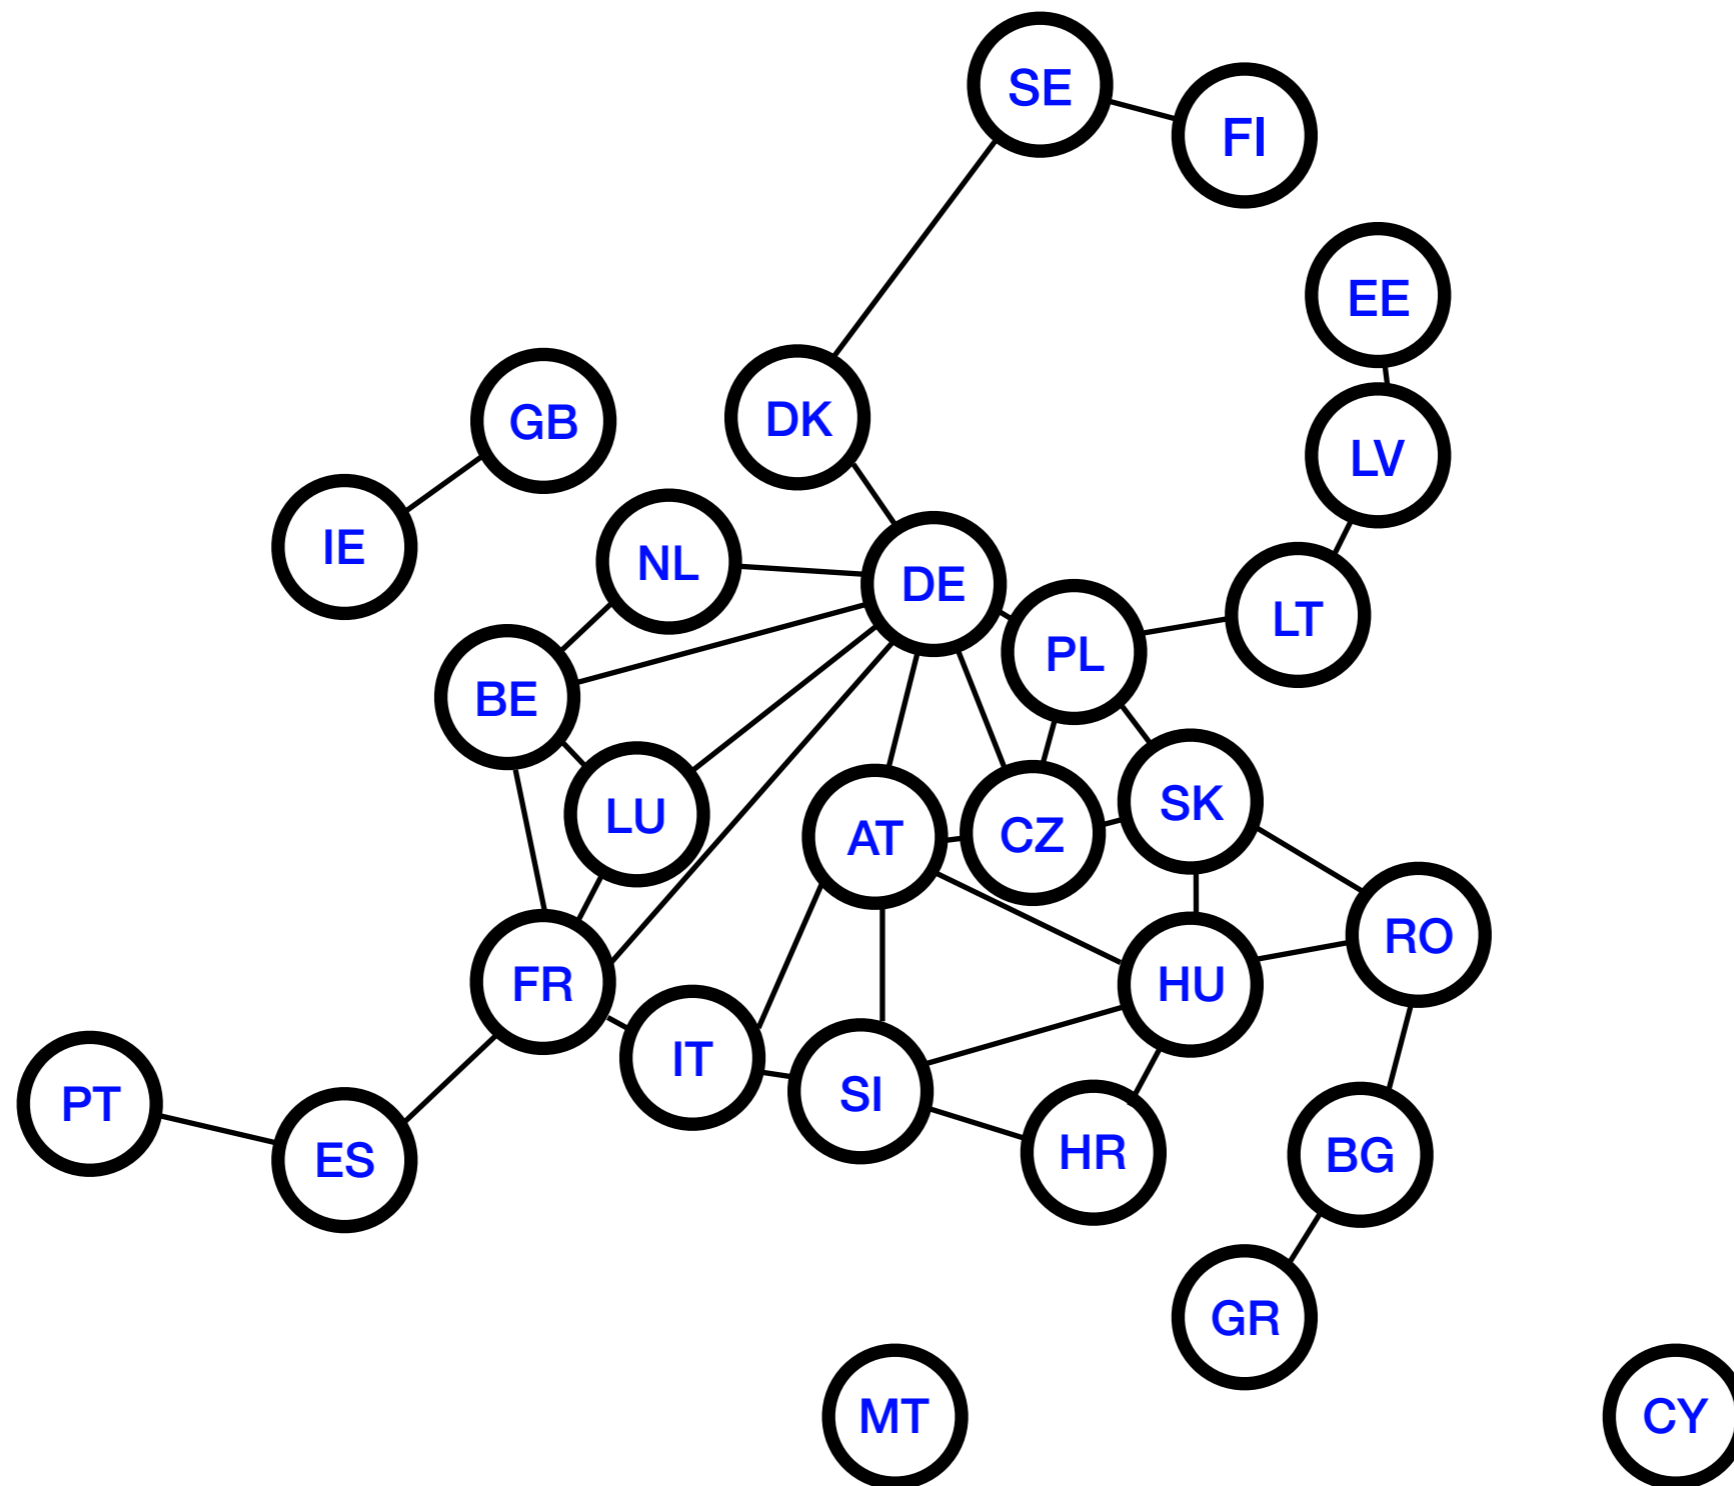 SE
FI
EE
GB
DK
LV
IE
NL
DE
LT
PL
BE
LU
AT
CZ
SK
RO
FR
HU
IT
SI
PT
ES
HR
BG
GR
MT
CY